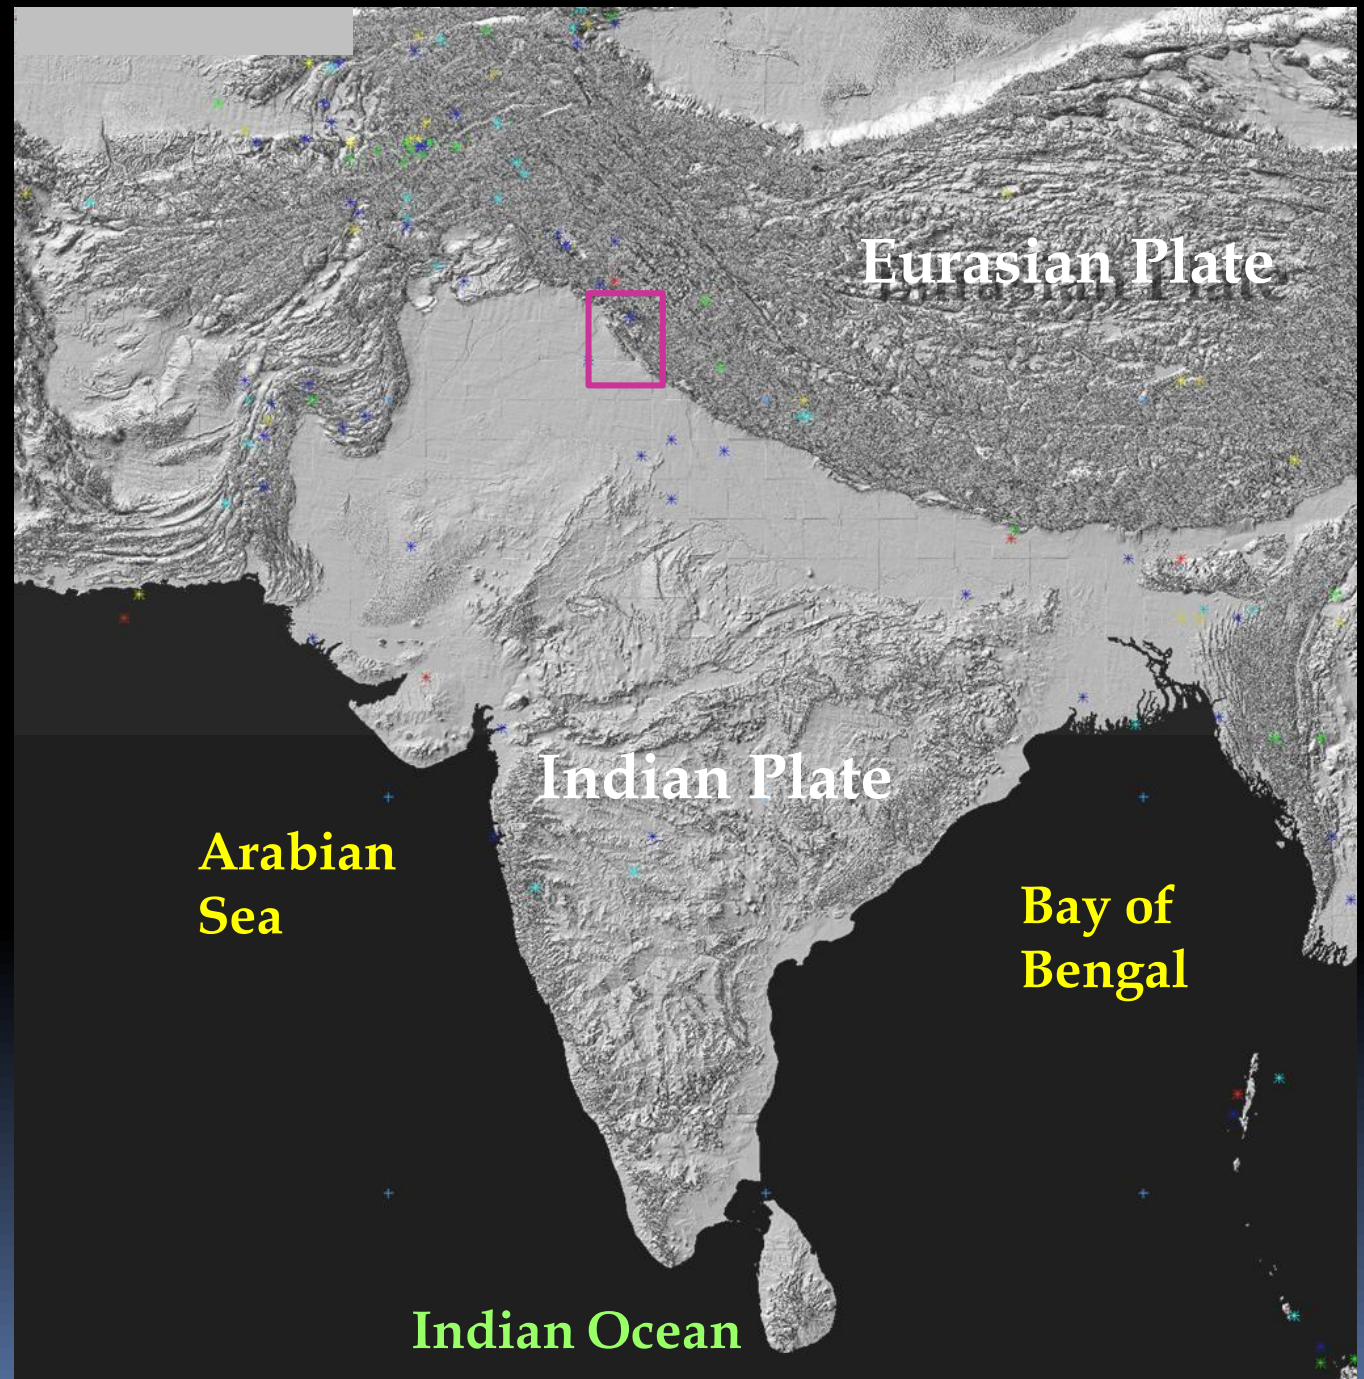 Eurasian Plate
Indian Plate
Arabian
Sea
Bay of
Bengal
Indian Ocean